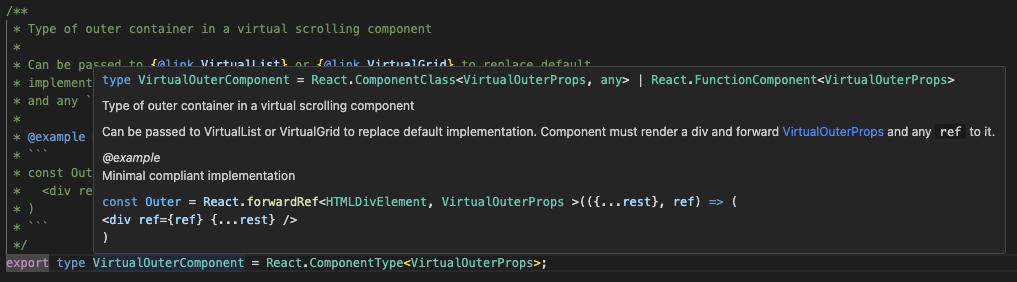 /**
 * Type of outer container in a virtual scrolling component
 *
 * Can be passed to {@link VirtualList} or {@link VirtualGrid} to replace default
 * implement
 * and any `
 *
 * @example
 * ```
 * const Out
 *   <div re
 * )
 * ```
 */
type VirtualOuterComponent = React.ComponentClass<VirtualOuterProps, any> | React.FunctionComponent<VirtualOuterProps>
Type of outer container in a virtual scrolling component
Can be passed to VirtualList or VirtualGrid to replace default implementation. Component must render a div and forward VirtualOuterProps and any ref to it.
@example
Minimal compliant implementation
const Outer = React.forwardRef<HTMLDivElement, VirtualOuterProps >(({...rest}, ref) => (
<div ref={ref} {...rest} />
)
export type VirtualOuterComponent = React.ComponentType<VirtualOuterProps>;